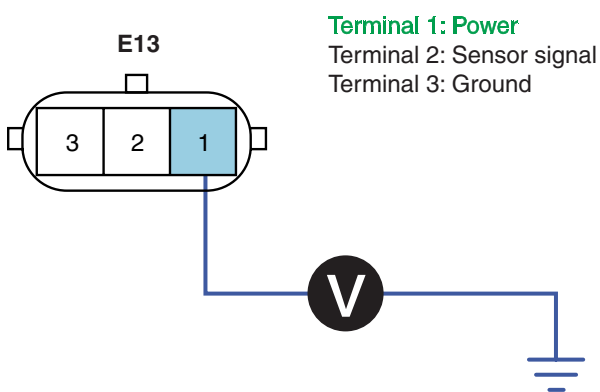 E13
Terminal 1: Power
Terminal 2: Sensor signal
Terminal 3: Ground
3 2 1
V